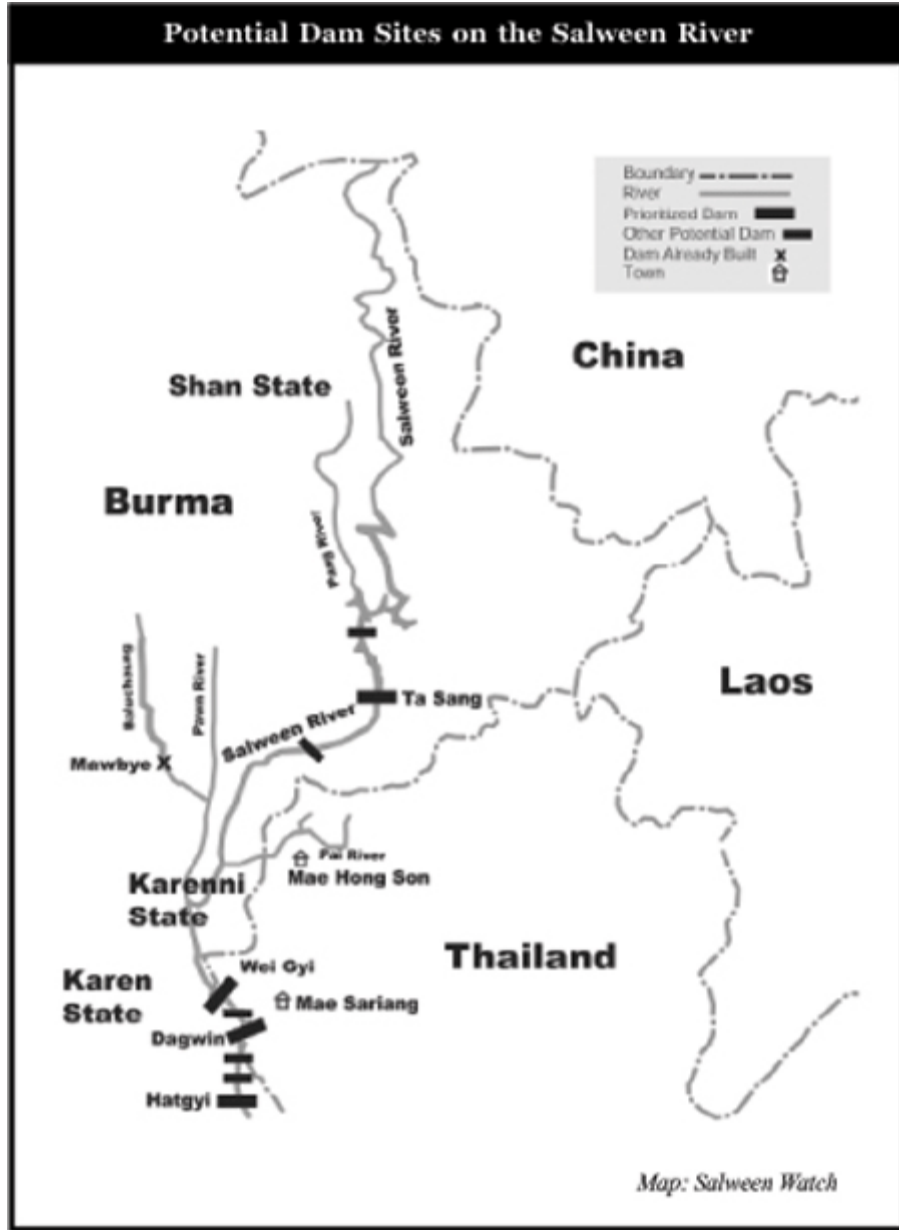 Potential Dam Sites on the Salween River
Boundary
River
Prioritized Dam
Other Potential Dam
Dam Already Built x
Town
China
Salween River
Shan State
Burma
Pang River
Laos
Baluchaung
Pawn River
Ta Sang
Salween River
Mawbye X
Pai River
Mae Hong Son
Karenni
State
Thailand
Wei Gyi
Karen
State
Mae Sariang
Dagwin
Hatgyi
Map: Salween Watch